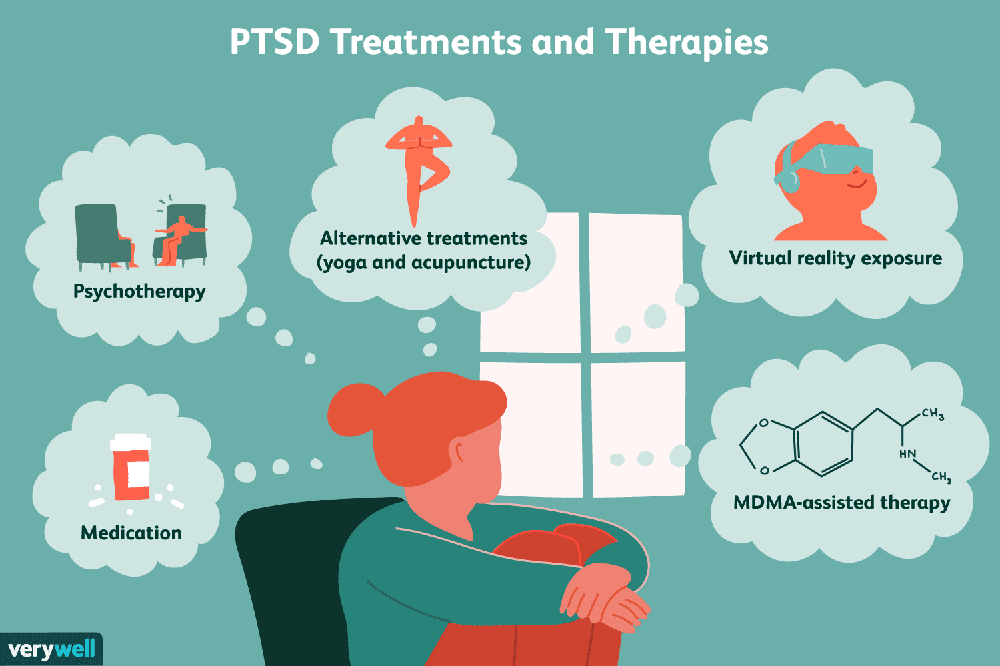 PTSD Treatments and Therapies
Psychotherapy
Alternative treatments
(yoga and acupuncture)
Virtual reality exposure
Medication
O
O
CH3
HN
CH3
MDMA-assisted therapy
verywell